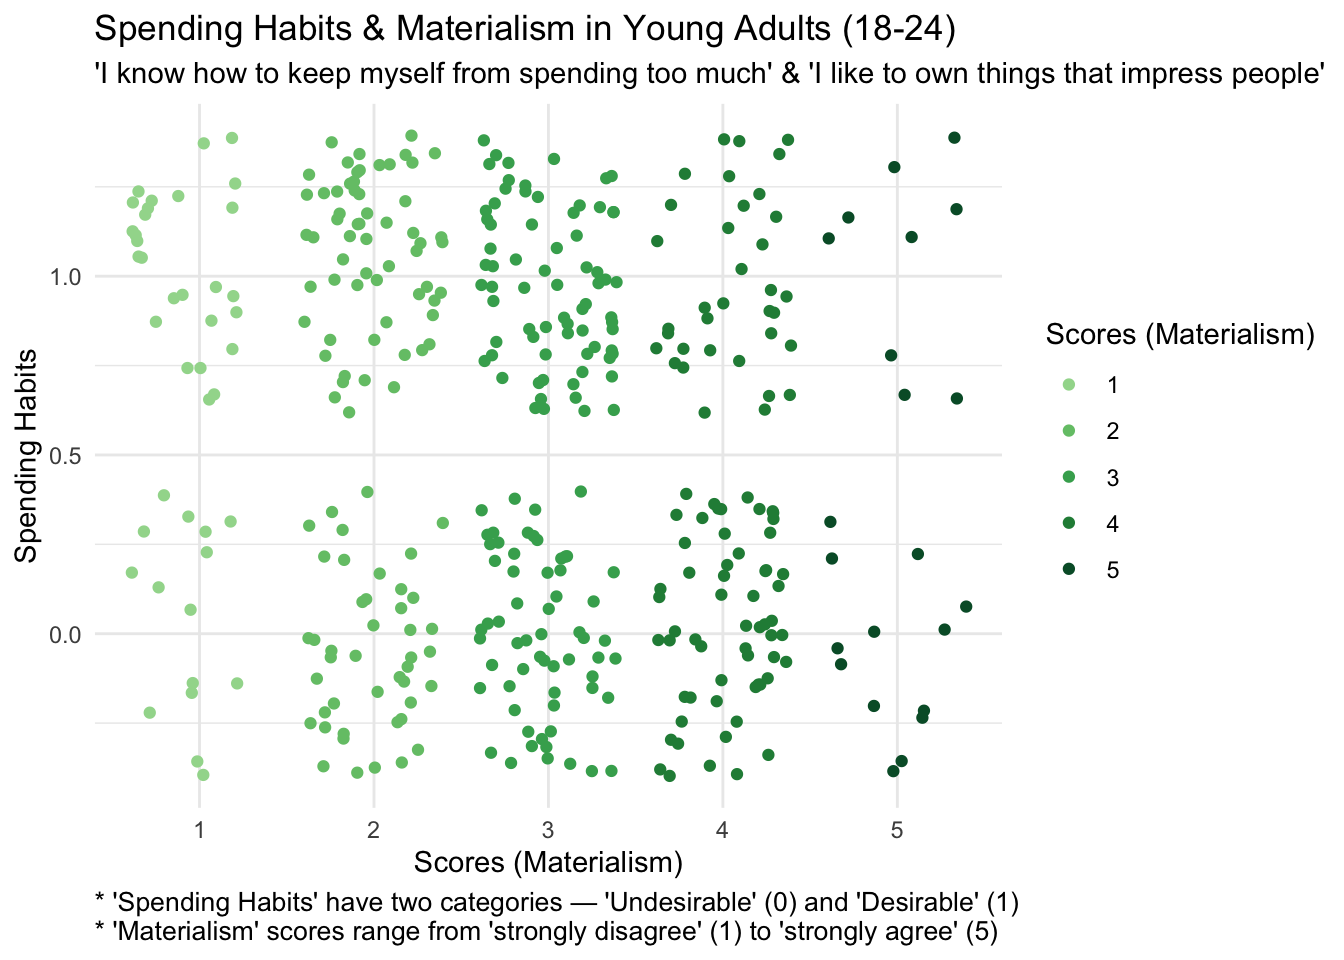 Spending Habits & Materialism in Young Adults (18-24)
'I know how to keep myself from spending too much' & 'I like to own things that impress people'
Spending Habits
1.0
0.5
0.0
1 2 3 4 5
Scores (Materialism)
Scores (Materialism)
1
2
3
4
5
* 'Spending Habits' have two categories — 'Undesirable' (0) and 'Desirable' (1)
* 'Materialism' scores range from 'strongly disagree' (1) to 'strongly agree' (5)